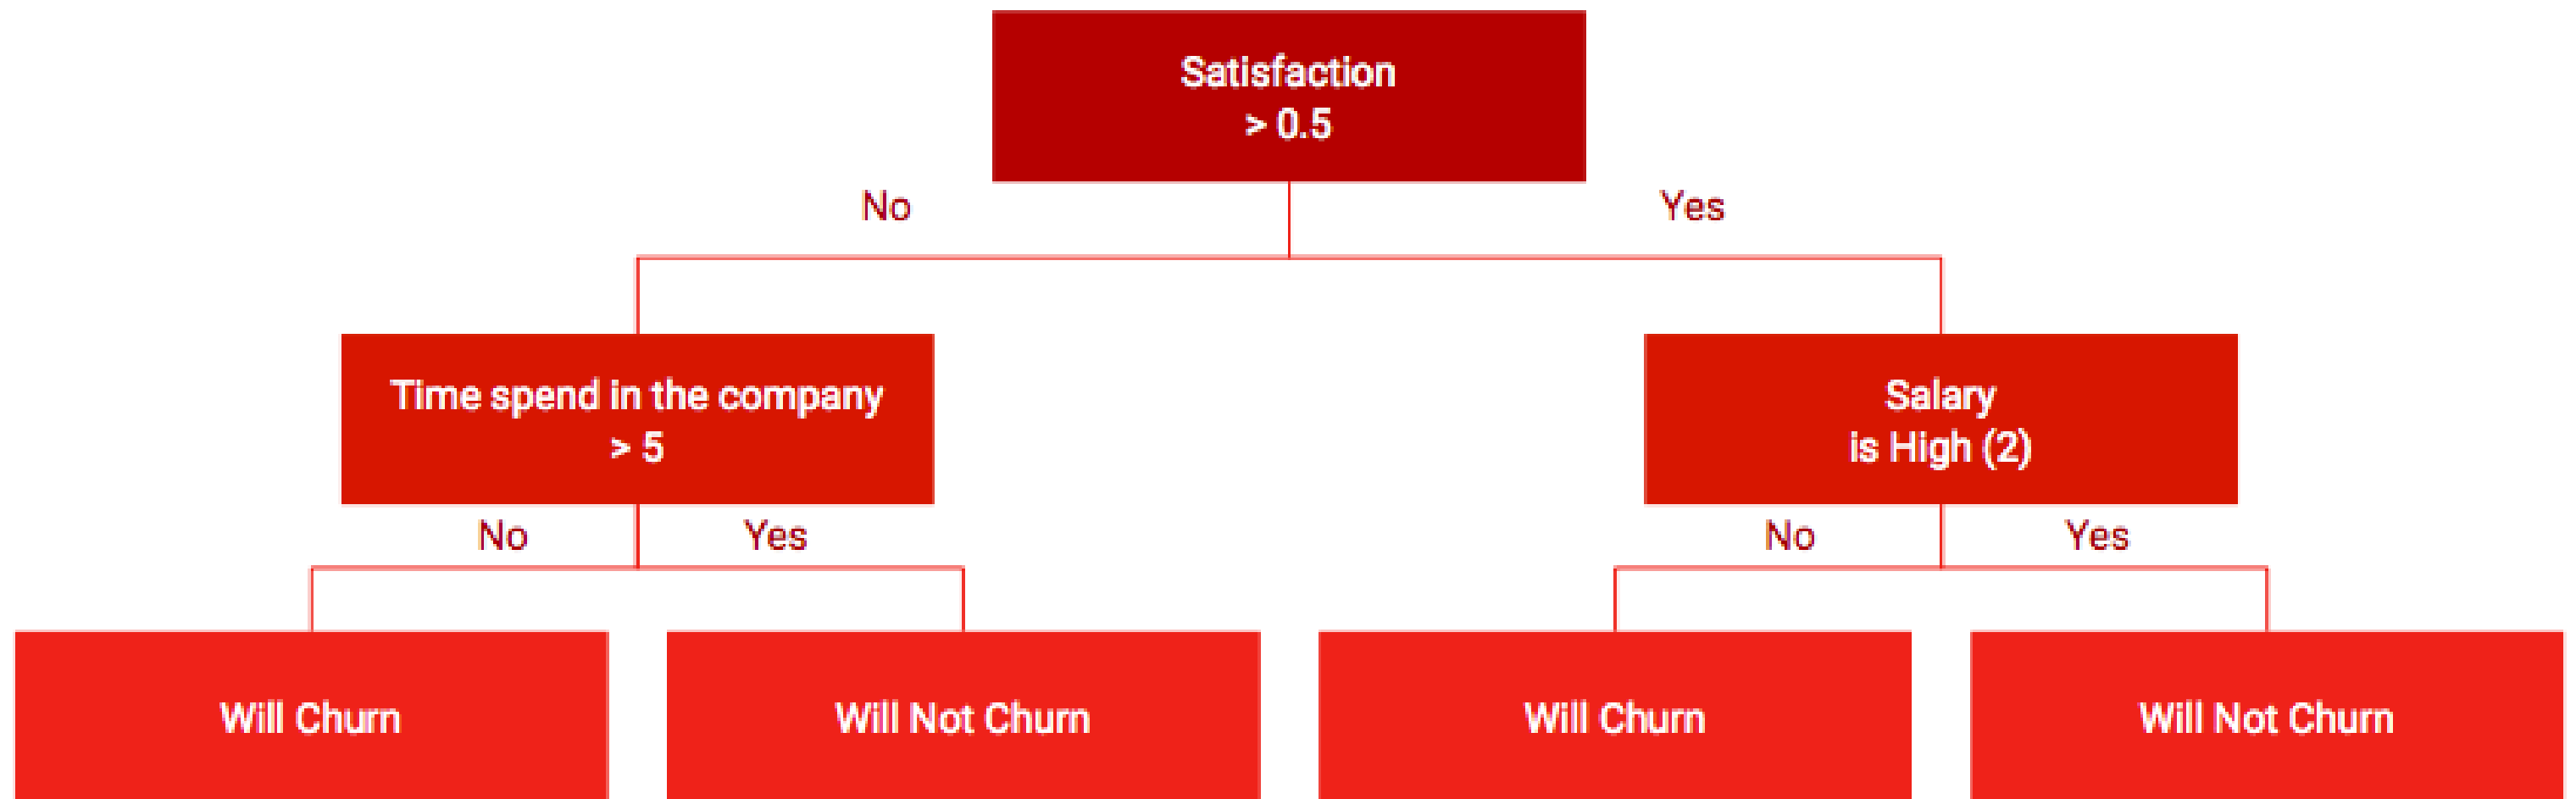 Satisfaction
> 0.5
No
Yes
Time spend in the company
> 5
Salary
is High (2)
No
Yes
No
Yes
Will Churn
Will Not Churn
Will Churn
Will Not Churn